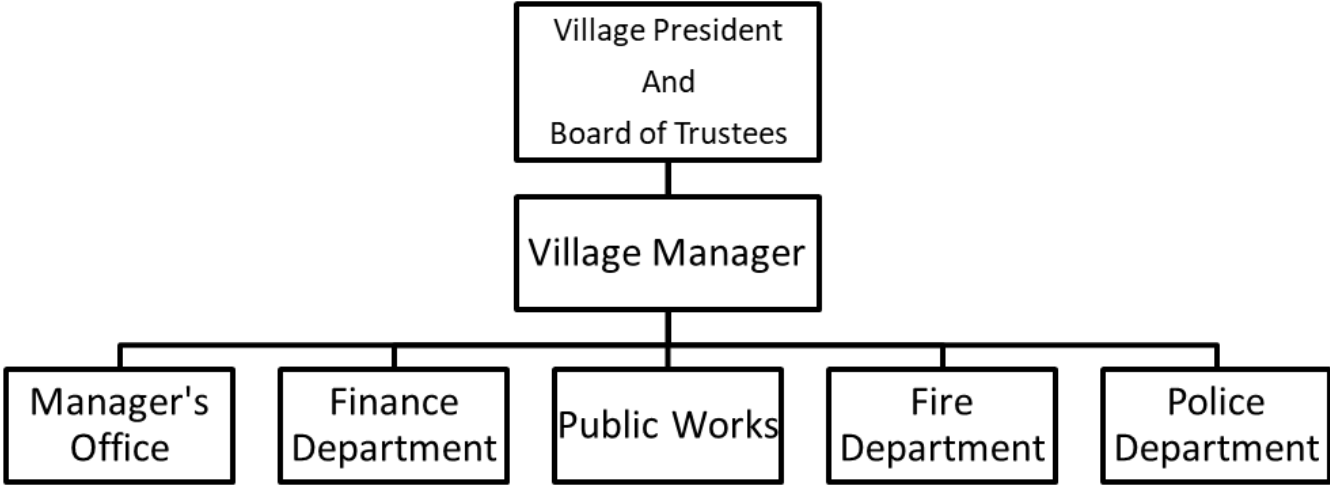 Village President
And
Board of Trustees
Village Manager
Manager's
Office
Finance
Department
Public Works
Fire
Department
Police
Department